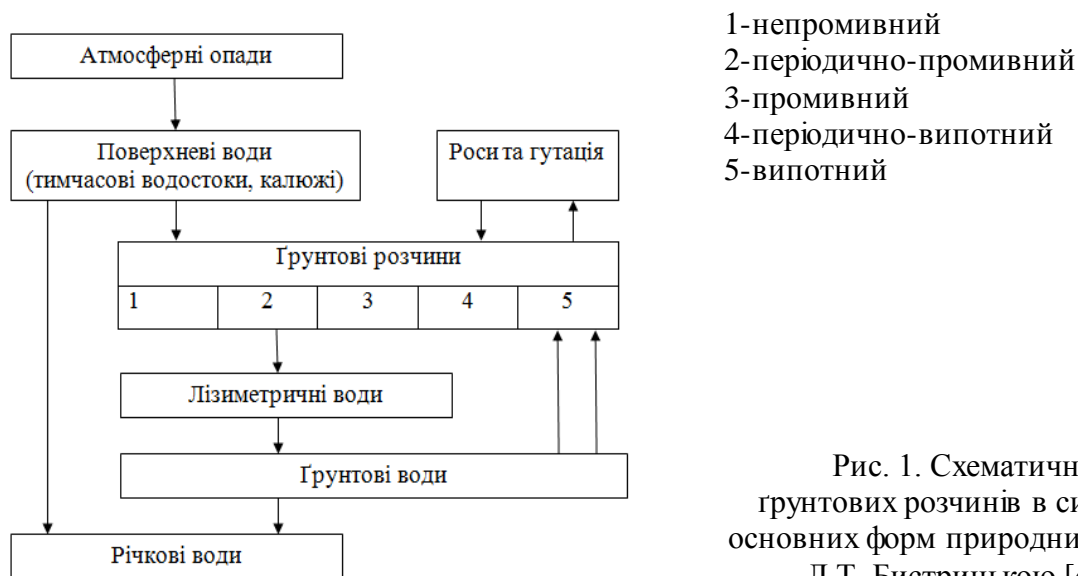 Атмосферні опади
Поверхневі води
(тимчасові водостоки, калюжі)
Роси та гутація
Ґрунтові розчини
1 2 3 4 5
Лізиметричні води
Ґрунтові води
Річкові води
1-непромивний
2-періодично-промивний
3-промивний
4-періодично-випотний
5-випотний
Рис. 1. Схематичн
ґрунтових розчинів в си
основних форм природни